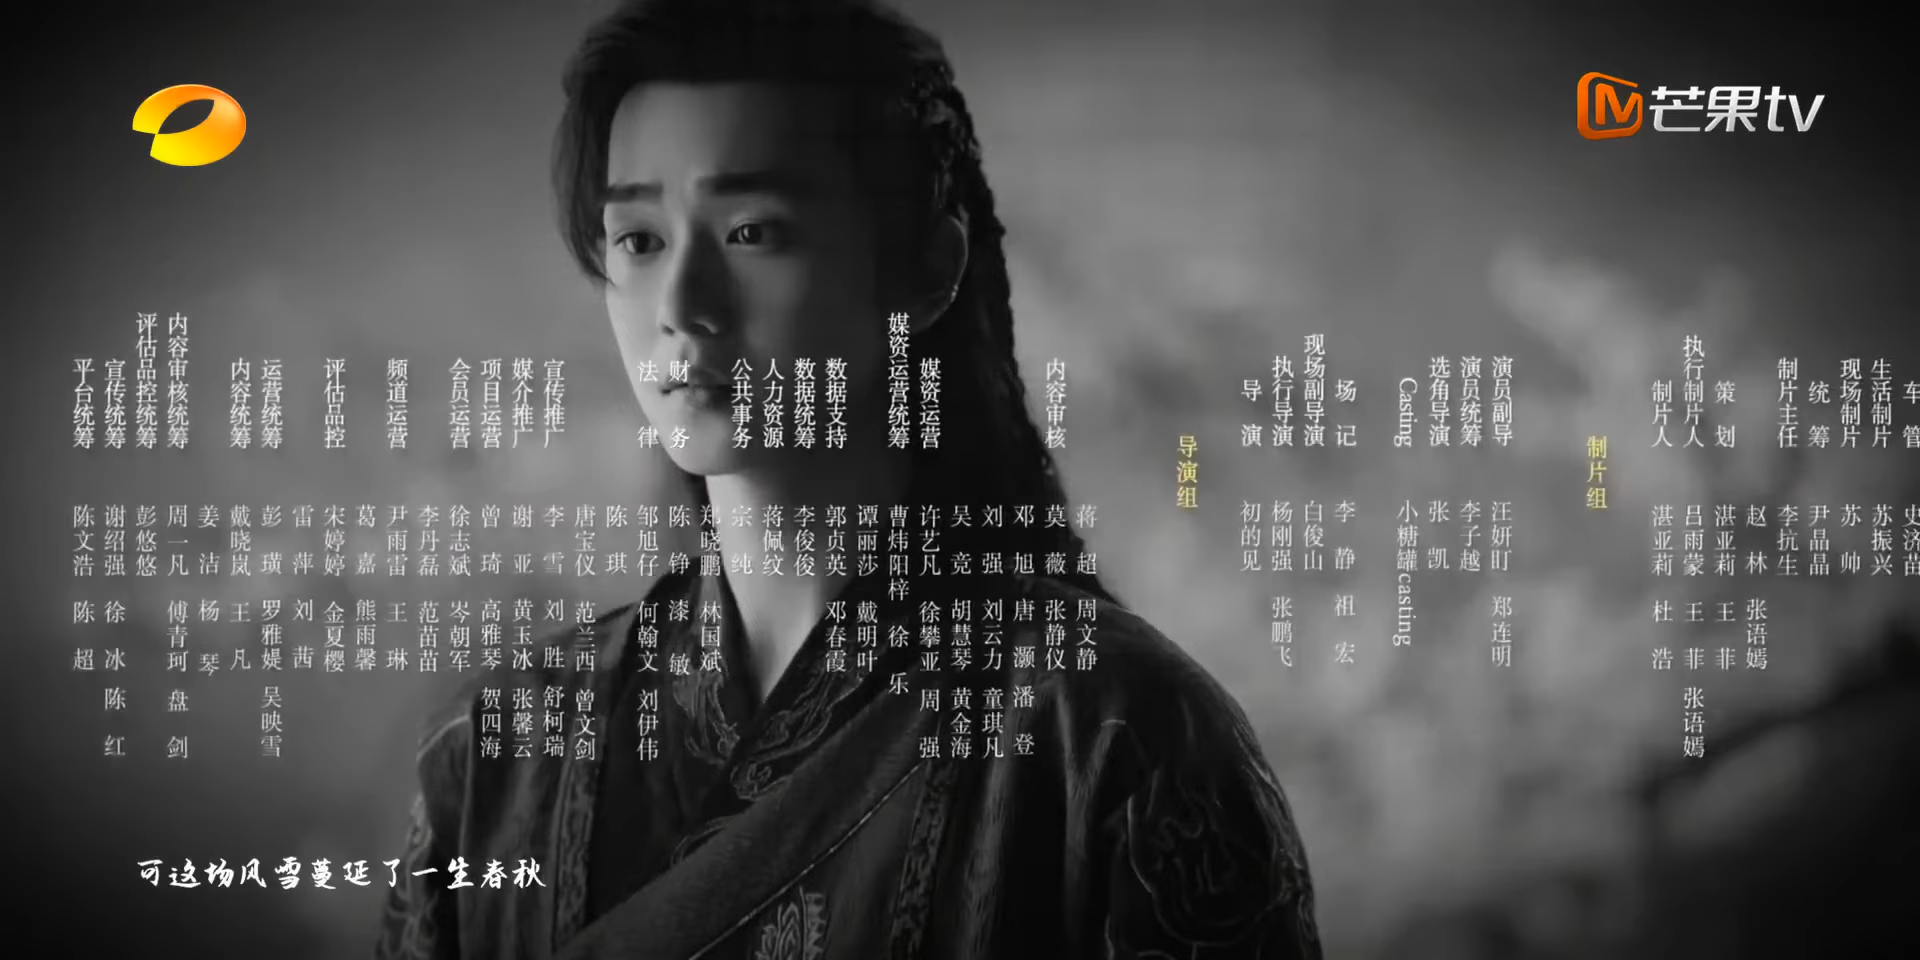 芒果tv
平台统筹 陈文浩 陈超
宣传统筹 谢绍强 徐冰 陈红
评估品控统筹 彭悠悠
内容审核统筹 周一凡 傅青珂 盘剑
姜洁 杨琴
内容统筹 戴晓岚 王凡
运营统筹 彭璜 罗雅媞 吴映雪
雷萍 刘茜
评估品控 宋婷婷 金夏樱
葛嘉 熊雨馨
频道运营 尹雨雷 王琳
李丹磊 范苗苗
会员运营 徐志斌 岑朝军
项目运营 曾琦 高雅琴 贺四海
媒介推广 谢亚 黄玉冰 张馨云
宣传推广 李雪 刘胜 舒柯瑞
唐宝仪 范兰西 曾文剑
陈琪
法律 邹旭仔 何翰文 刘伊伟
财务 陈铮 漆敏
郑晓鹏 林国斌
公共事务 宗纯
人力资源 蒋佩纹
数据统筹 李俊俊
数据支持 郭贞英 邓春霞
谭丽莎 戴明叶
媒资运营统筹 曹炜阳梓 徐乐
媒资运营 许艺凡 徐攀亚 周强
吴竞 胡慧琴 黄金海
刘强 刘云力 童琪凡
邓旭 唐灏 潘登
内容审核 莫薇 张静仪
蒋超 周文静
导演组
导演 初的见
执行导演 杨刚强 张鹏飞
现场副导演 白俊山
场记 李静 祖宏
Casting 小糖罐casting
选角导演 张凯
演员统筹 李子越
演员副导 汪妍盯 郑连明
制片组
制片人 湛亚莉 杜浩
执行制片人 吕雨蒙 王菲 张语嫣
策划 湛亚莉 王菲
赵林 张语嫣
制片主任 李抗生
统筹 尹晶晶
现场制片 苏帅
生活制片 苏振兴
车管 史济苗
可这场风雪蔓延了一生春秋